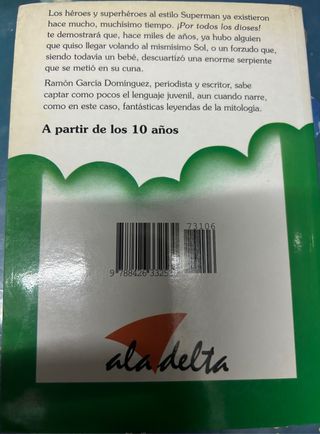 Los héroes y superhéroes al estilo Superman ya existieron
hace mucho, muchísimo tiempo. ¡Por todos los dioses!
te demostrará que, hace miles de años, ya hubo alguien
que quiso llegar volando al mismísimo Sol, o un forzudo que,
siendo todavía un bebé, descuartizó una enorme serpiente
que se metió en su cuna.
Ramón García Domínguez, periodista y escritor, sabe
captar como pocos el lenguaje juvenil, aun cuando narre,
como en este caso, fantásticas leyendas de la mitología.
A partir de los 10 años
73106
ala delta